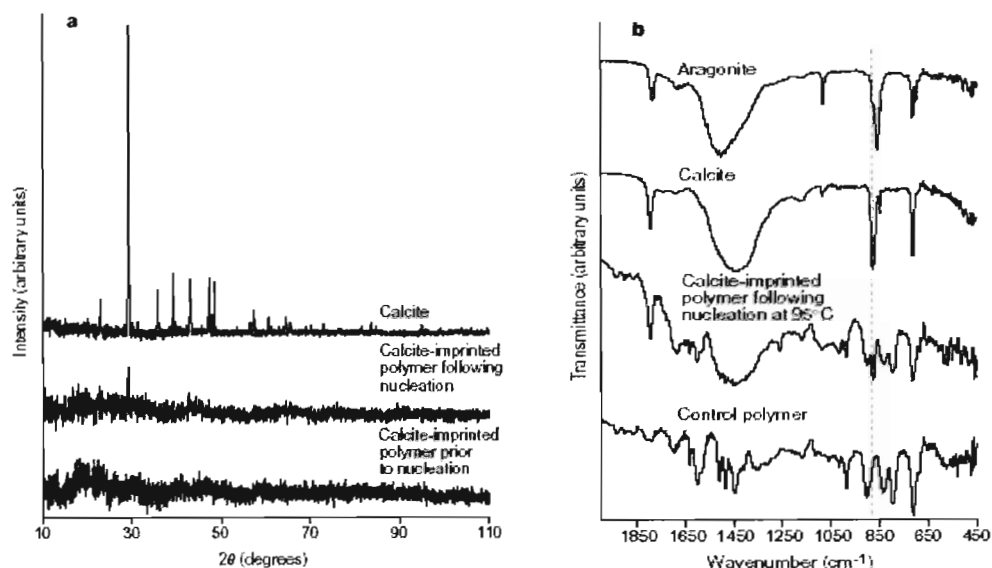 a
Intensity (arbitrary units)
Calcite
Calcite-imprinted
polymer following
nucleation
Calcite-imprinted
polymer prior
to nucleation
10 30 50 70 90 110
2θ (degrees)
b
Transmittance (arbitrary units)
Aragonite
Calcite
Calcite-imprinted
polymer following
nucleation at 95°C
Control polymer
1850 1650 1450 1250 1050 850 650 450
Wavenumber (cm-1)